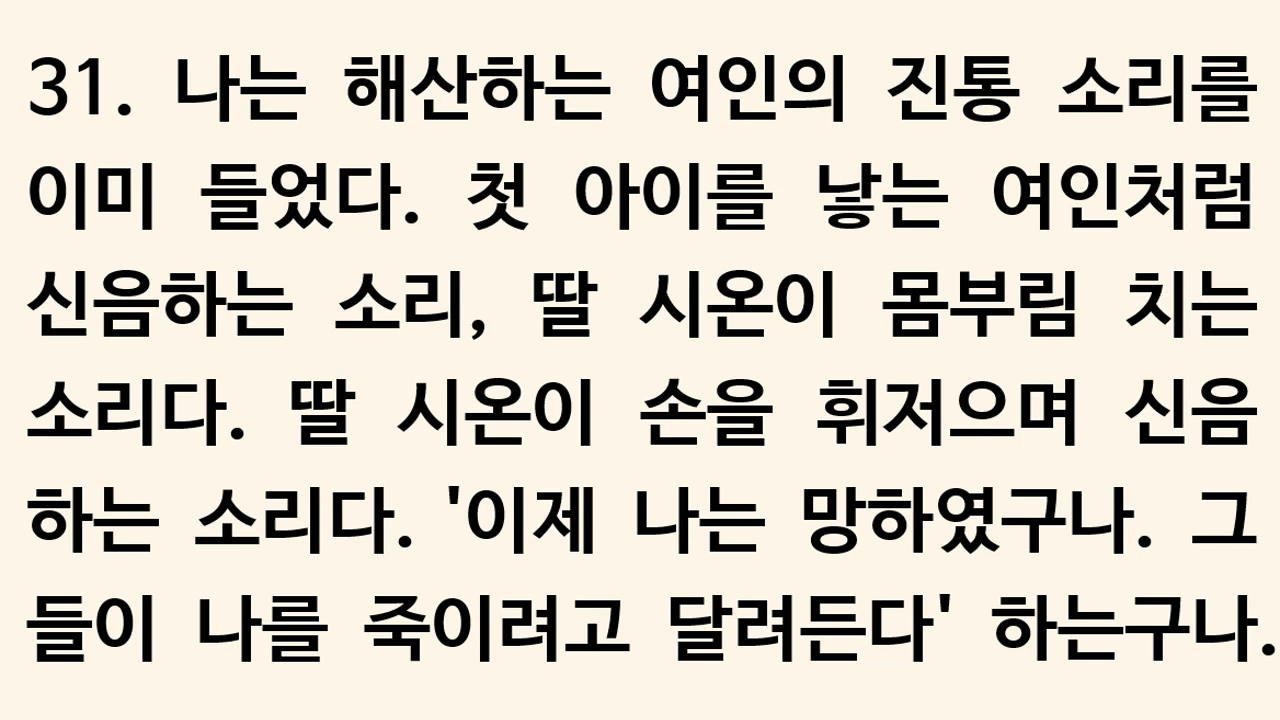 31. 나는 해산하는 여인의 진통 소리를
이미 들었다. 첫 아이를 낳는 여인처럼
신음하는 소리, 딸 시온이 몸부림 치는
소리다. 딸 시온이 손을 휘저으며 신음
하는 소리다. '이제 나는 망하였구나. 그
들이 나를 죽이려고 달려든다' 하는구나.